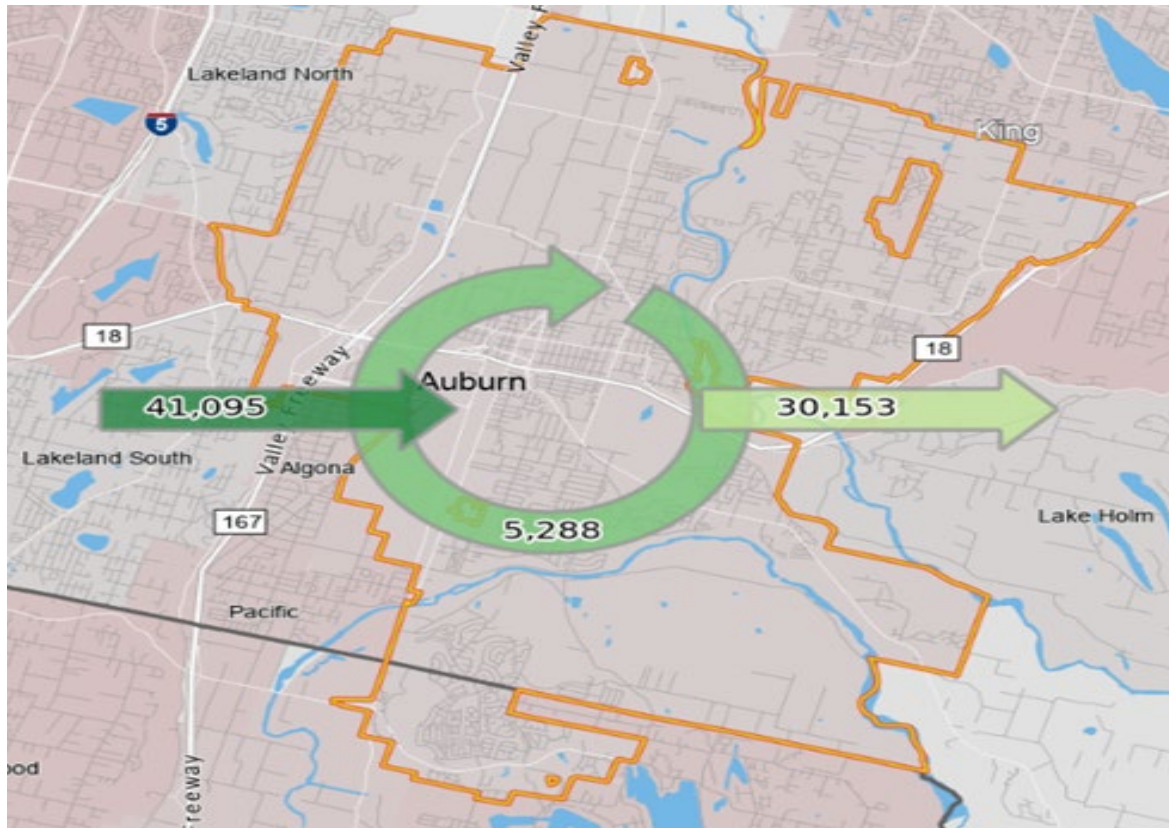 Valley F
Lakeland North
5
King
18
18
Valley Freeway
Auburn
41,095
30,153
Lakeland South
Algona
167
5,288
Lake Holm
Pacific
ood
Freeway